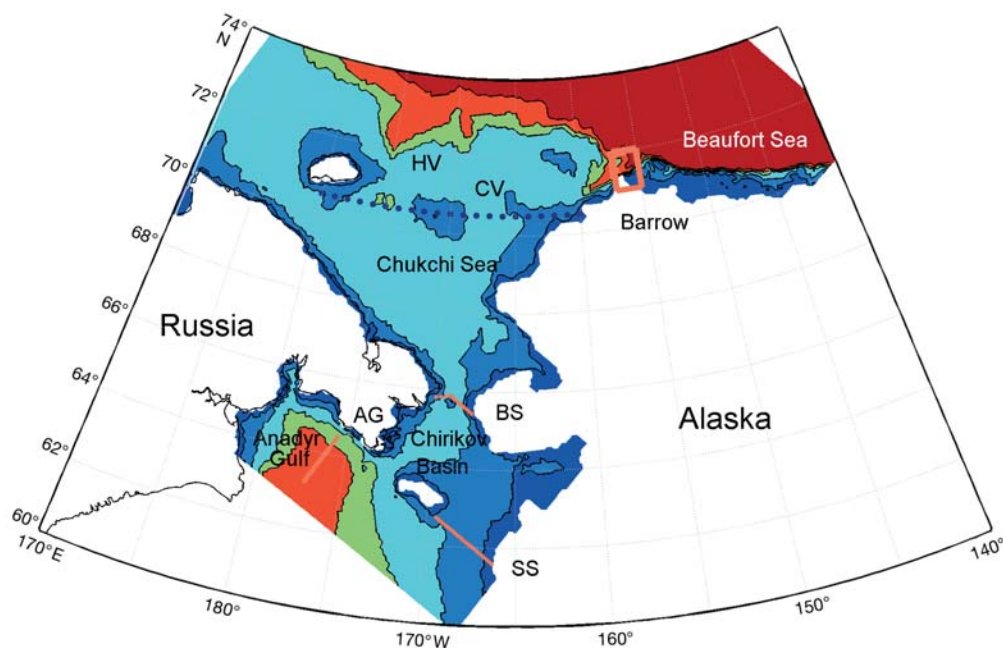 74°
N
72°
70°
68°
66°
64°
62°
60°
170°E
180°
170°W
160°
150°
140°
Beaufort Sea
HV
CV
Barrow
Chukchi Sea
Russia
AG
BS
Alaska
Anadyr
Gulf
Chirikov
Basin
SS